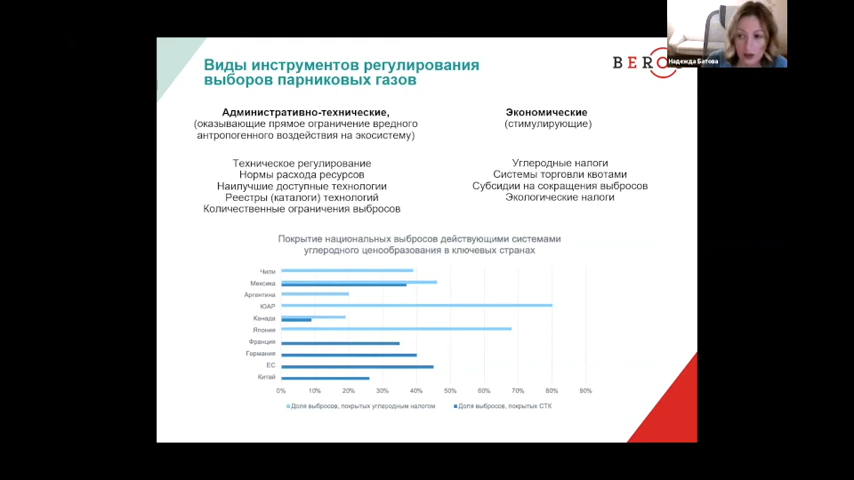 Виды инструментов регулирования
выборов парниковых газов
BERO
Надежда Батова
Административно-технические,
(оказывающие прямое ограничение вредного
антропогенного воздействия на экосистему)
Техническое регулирование
Нормы расхода ресурсов
Наилучшие доступные технологии
Реестры (каталоги) технологий
Количественные ограничения выбросов
Экономические
(стимулирующие)
Углеродные налоги
Системы торговли квотами
Субсидии на сокращения выбросов
Экологические налоги
Покрытие национальных выбросов действующими системами
углеродного ценообразования в ключевых странах
Чили
Мексика
Аргентина
ЮАР
Канада
Япония
Франция
Германия
ЕС
Китай
0% 10% 20% 30% 40% 50% 60% 70% 80% 90%
Доля выбросов, покрытых углеродным налогом Доля выбросов, покрытых СТК